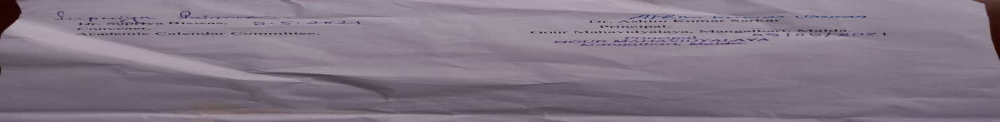 Supriya Biswas
Dr. Supriya Biswas, 5.5.2021
Convener,
Academic Calendar Committee,
Ashim Kumar Sarkar
Dr. Ashim Kumar Sarkar
Principal,
Gour Mahavidyalaya, Mangalbari, Malda.
05/05/2021
Principal
GOUR MAHAVIDYALAYA
Mangalbari, Malda